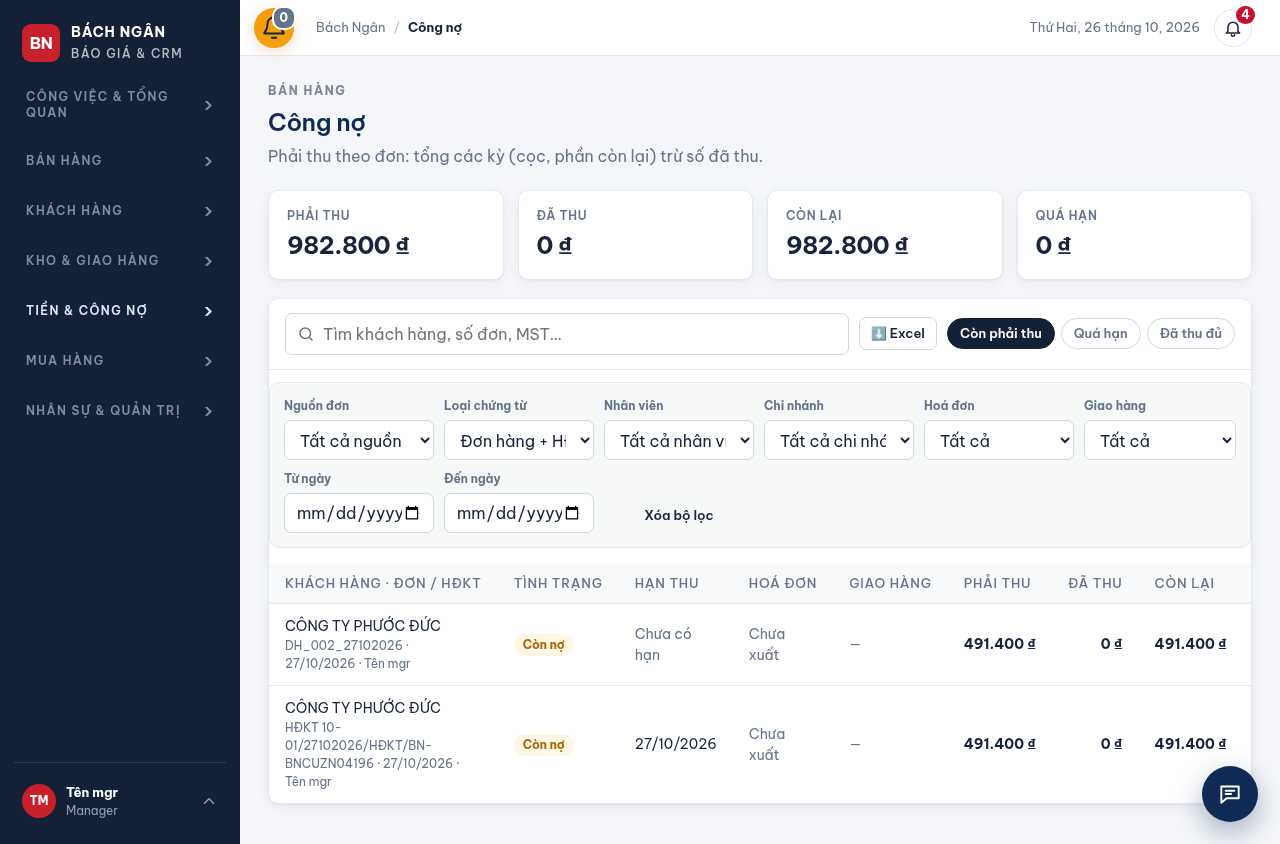 BN
BÁCH NGÂN
BÁO GIÁ & CRM
CÔNG VIỆC & TỔNG
QUAN
BÁN HÀNG
KHÁCH HÀNG
KHO & GIAO HÀNG
TIỀN & CÔNG NỢ
MUA HÀNG
NHÂN SỰ & QUẢN TRỊ
TM
Tên mgr
Manager
0
Bách Ngân / Công nợ
Thứ Hai, 26 tháng 10, 2026
4
BÁN HÀNG
Công nợ
Phải thu theo đơn: tổng các kỳ (cọc, phần còn lại) trừ số đã thu.
PHẢI THU
982.800 ₫
ĐÃ THU
0 ₫
CÒN LẠI
982.800 ₫
QUÁ HẠN
0 ₫
Tìm khách hàng, số đơn, MST...
⬇️ Excel
Còn phải thu
Quá hạn
Đã thu đủ
Nguồn đơn
Loại chứng từ
Nhân viên
Chi nhánh
Hoá đơn
Giao hàng
Tất cả nguồn
Đơn hàng + HĐ
Tất cả nhân vi
Tất cả chi nhá
Tất cả
Tất cả
Từ ngày
Đến ngày
mm/dd/yyyy
mm/dd/yyyy
Xóa bộ lọc
KHÁCH HÀNG · ĐƠN / HĐKT TÌNH TRẠNG HẠN THU HOÁ ĐƠN GIAO HÀNG PHẢI THU ĐÃ THU CÒN LẠI
CÔNG TY PHƯỚC ĐỨC
DH_002_27102026 ·
27/10/2026 · Tên mgr
Còn nợ
Chưa có
hạn
Chưa
xuất
—
491.400 ₫
0 ₫
491.400 ₫
CÔNG TY PHƯỚC ĐỨC
HĐKT 10-
01/27102026/HĐKT/BN-
BNCUZN04196 · 27/10/2026 ·
Tên mgr
Còn nợ
27/10/2026
Chưa
xuất
—
491.400 ₫
0 ₫
491.400 ₫